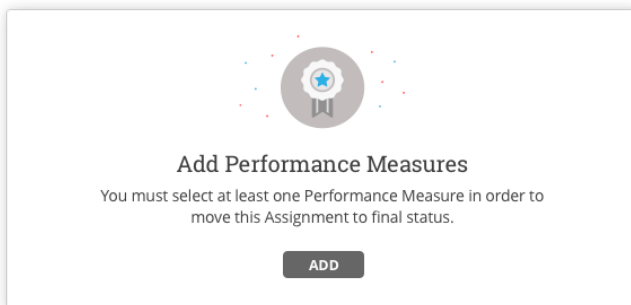 Add Performance Measures
You must select at least one Performance Measure in order to
move this Assignment to final status.
ADD